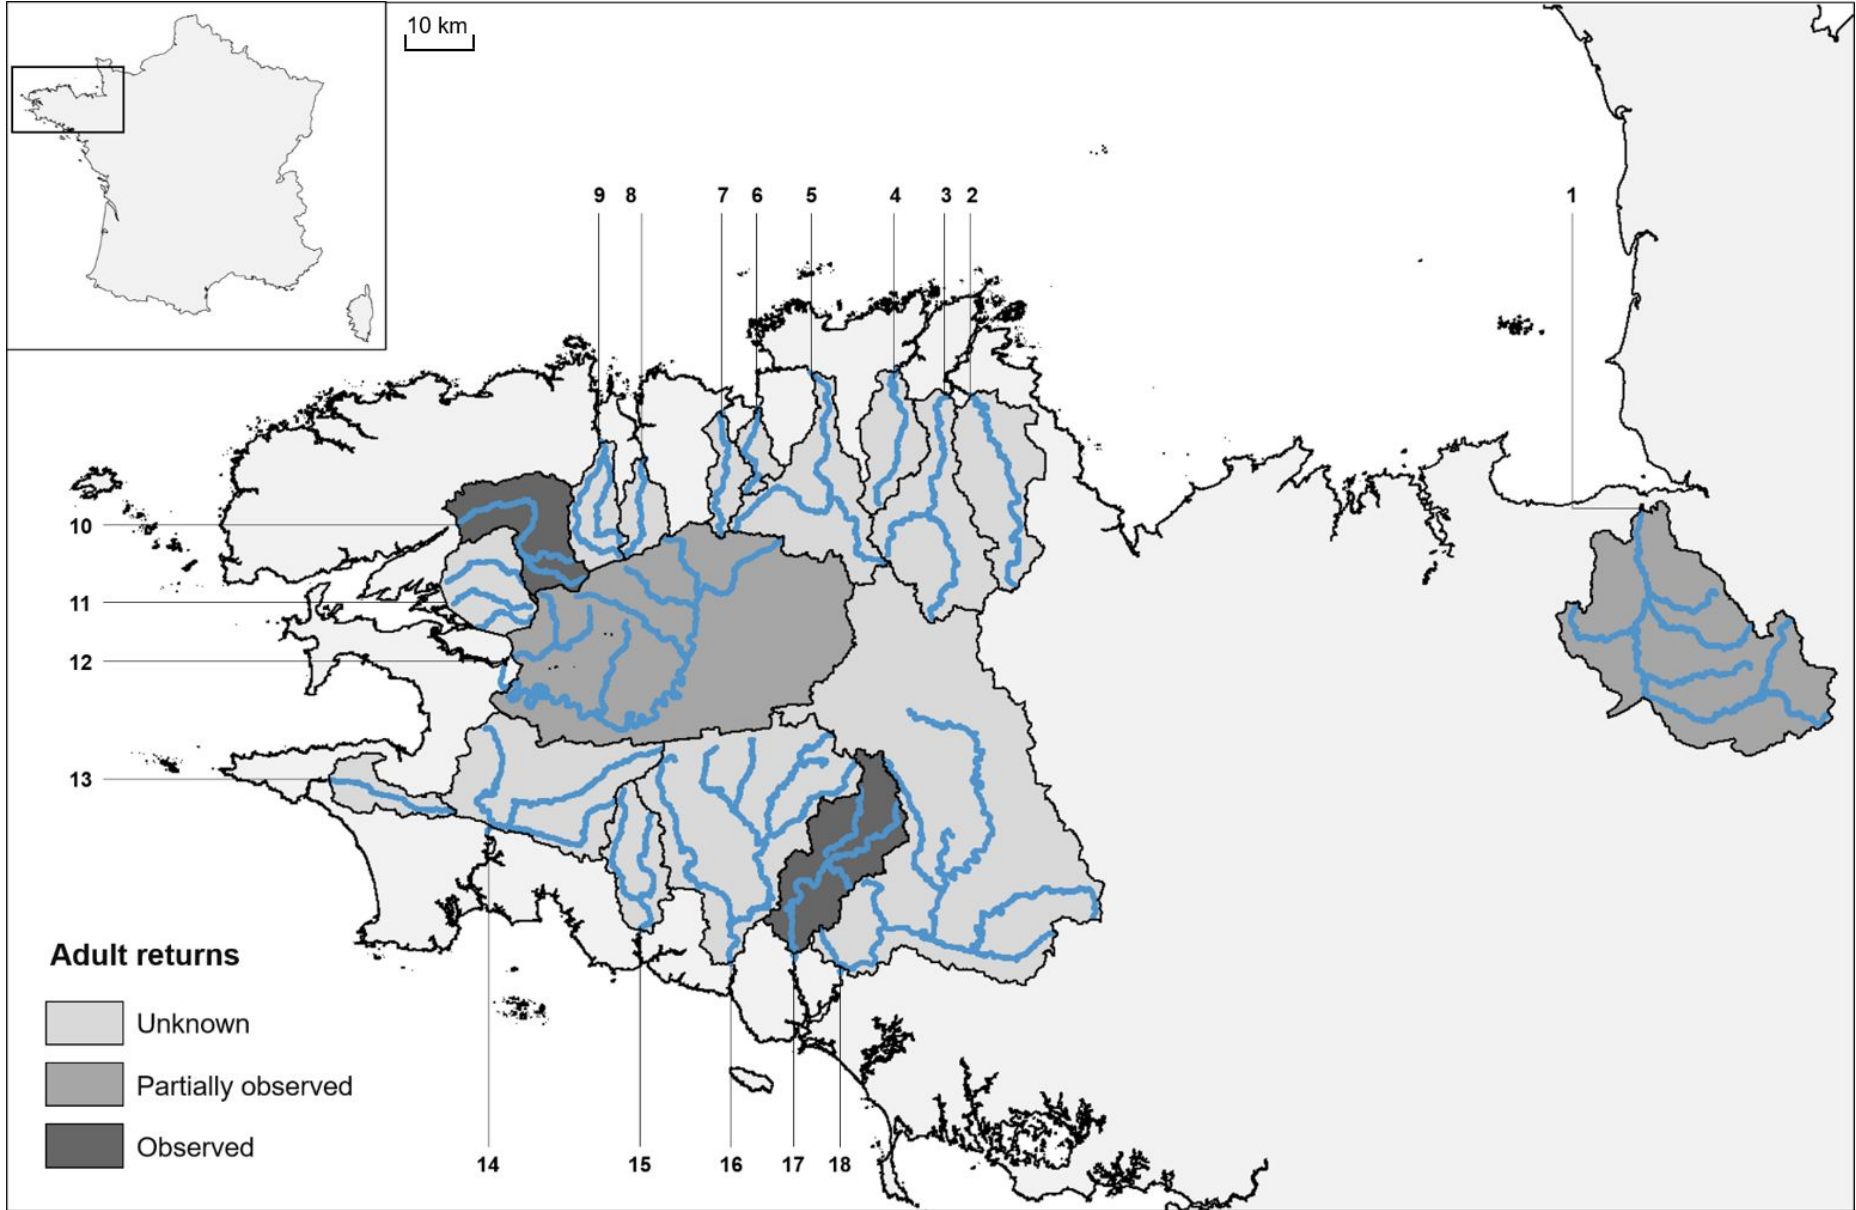 10 km
9 8 7 6 5 4 3 2 1
10
11
12
13
Adult returns
Unknown
Partially observed
Observed
14 15 16 17 18